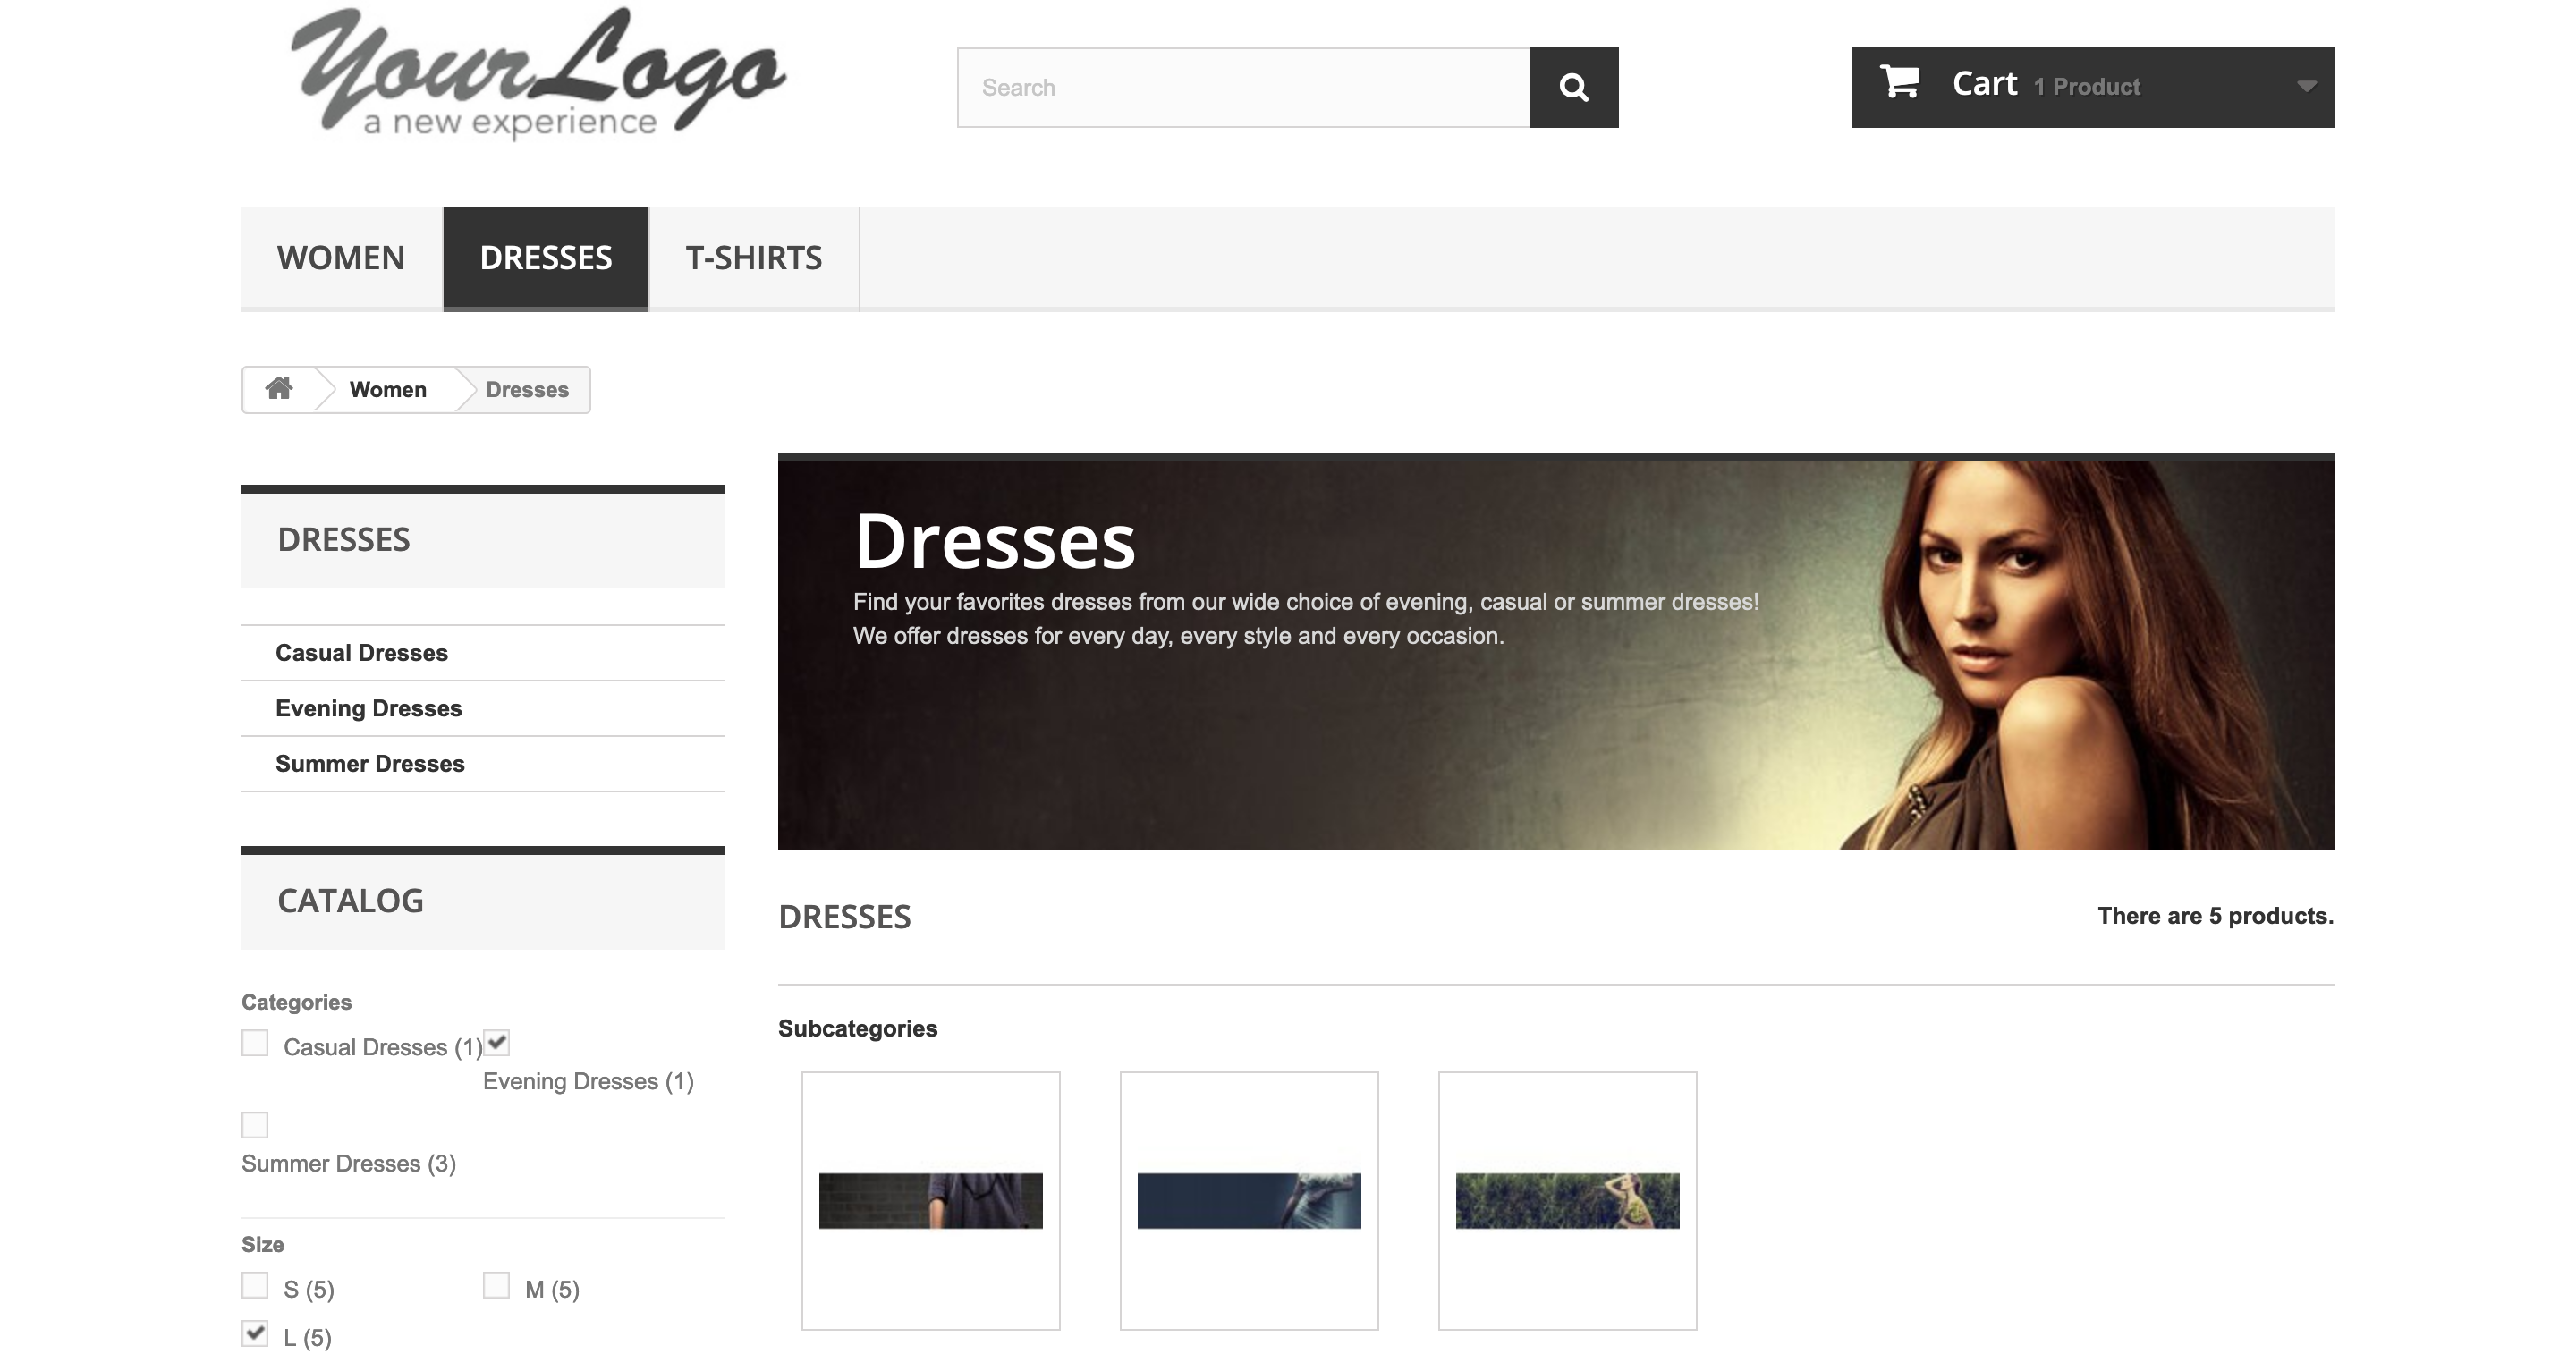 YourLogo
a new experience
Search
Cart 1 Product
WOMEN
DRESSES
T-SHIRTS
Women
Dresses
DRESSES
Casual Dresses
Evening Dresses
Summer Dresses
CATALOG
Categories
Casual Dresses (1)
Evening Dresses (1)
Summer Dresses (3)
Size
S (5)
M (5)
L (5)
Dresses
Find your favorites dresses from our wide choice of evening, casual or summer dresses!
We offer dresses for every day, every style and every occasion.
DRESSES
There are 5 products.
Subcategories